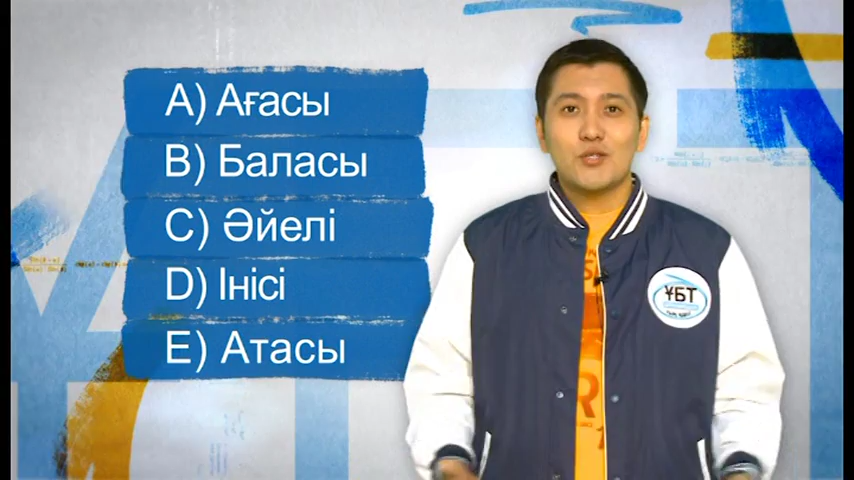 A) Ағасы
B) Баласы
C) Әйелі
D) Інісі
E) Атасы
ҰБТ